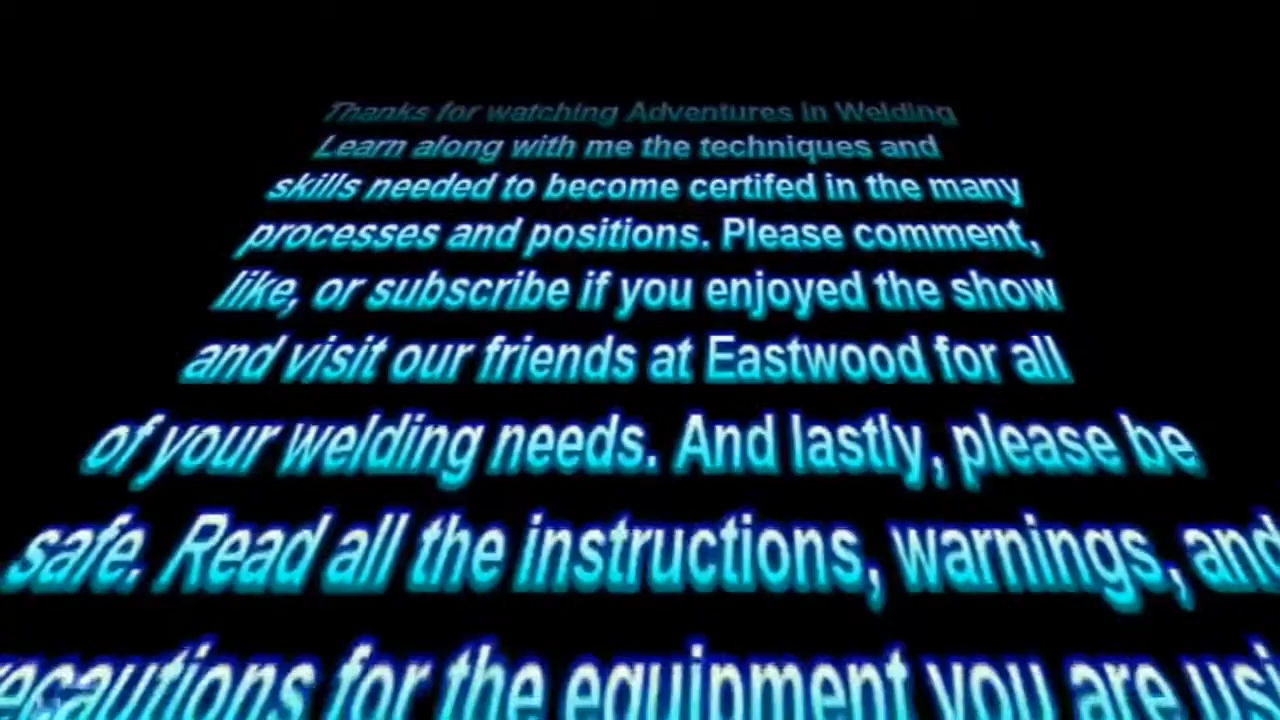 Thanks for watching Adventures in Welding
Learn along with me the techniques and
skills needed to become certifed in the many
processes and positions. Please comment,
like, or subscribe if you enjoyed the show
and visit our friends at Eastwood for all
of your welding needs. And lastly, please be
safe. Read all the instructions, warnings, and
recautions for the equipment you are usi